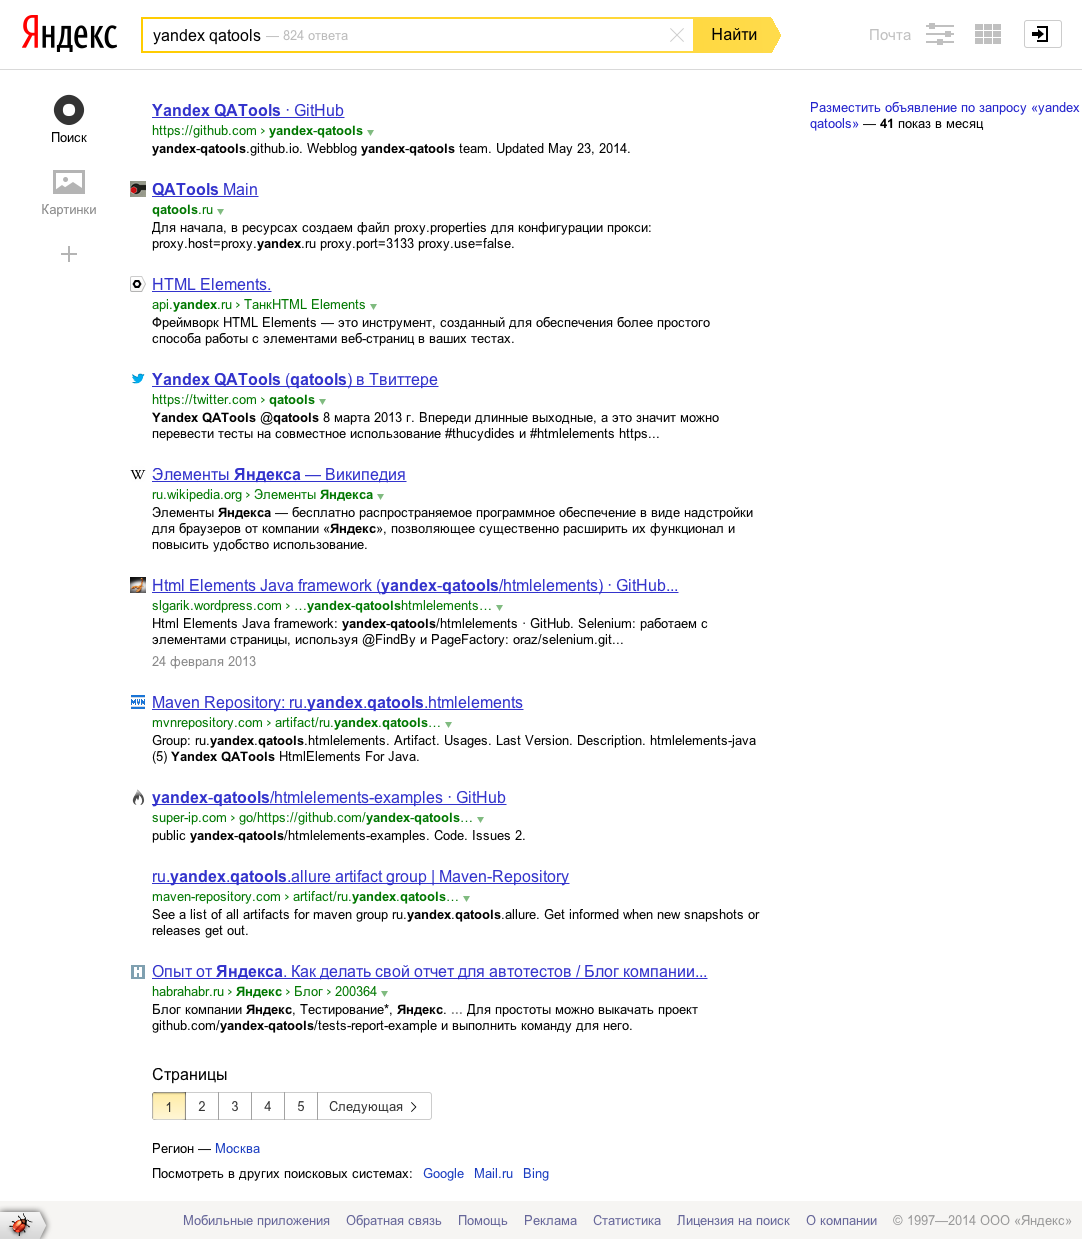 Яндекс
yandex qatools — 824 ответа
Найти
Почта
Поиск
Картинки
Yandex QATools · GitHub
https://github.com › yandex-qatools
yandex-qatools.github.io. Webblog yandex-qatools team. Updated May 23, 2014.
QATools Main
qatools.ru
Для начала, в ресурсах создаем файл proxy.properties для конфигурации прокси:
proxy.host=proxy.yandex.ru proxy.port=3133 proxy.use=false.
HTML Elements.
api.yandex.ru › ТанкHTML Elements
Фреймворк HTML Elements — это инструмент, созданный для обеспечения более простого
способа работы с элементами веб-страниц в ваших тестах.
Yandex QATools (qatools) в Твиттере
https://twitter.com › qatools
Yandex QATools @qatools 8 марта 2013 г. Впереди длинные выходные, а это значит можно
перевести тесты на совместное использование #thucydides и #htmlelements https...
W
Элементы Яндекса — Википедия
ru.wikipedia.org › Элементы Яндекса
Элементы Яндекса — бесплатно распространяемое программное обеспечение в виде надстройки
для браузеров от компании «Яндекс», позволяющее существенно расширить их функционал и
повысить удобство использование.
Html Elements Java framework (yandex-qatools/htmlelements) · GitHub...
slgarik.wordpress.com › …yandex-qatoolshtmlelements…
Html Elements Java framework: yandex-qatools/htmlelements · GitHub. Selenium: работаем с
элементами страницы, используя @FindBy и PageFactory: oraz/selenium.git...
24 февраля 2013
MVN
Maven Repository: ru.yandex.qatools.htmlelements
mvnrepository.com › artifact/ru.yandex.qatools…
Group: ru.yandex.qatools.htmlelements. Artifact. Usages. Last Version. Description. htmlelements-java
(5) Yandex QATools HtmlElements For Java.
yandex-qatools/htmlelements-examples · GitHub
super-ip.com › go/https://github.com/yandex-qatools…
public yandex-qatools/htmlelements-examples. Code. Issues 2.
ru.yandex.qatools.allure artifact group | Maven-Repository
maven-repository.com › artifact/ru.yandex.qatools…
See a list of all artifacts for maven group ru.yandex.qatools.allure. Get informed when new snapshots or
releases get out.
H
Опыт от Яндекса. Как делать свой отчет для автотестов / Блог компании...
habrahabr.ru › Яндекс › Блог › 200364
Блог компании Яндекс, Тестирование*, Яндекс. ... Для простоты можно выкачать проект
github.com/yandex-qatools/tests-report-example и выполнить команду для него.
Разместить объявление по запросу «yandex
qatools» — 41 показ в месяц
Страницы
1 2 3 4 5 Следующая
Регион — Москва
Посмотреть в других поисковых системах: Google Mail.ru Bing
Мобильные приложения Обратная связь Помощь Реклама Статистика Лицензия на поиск О компании © 1997—2014 ООО «Яндекс»